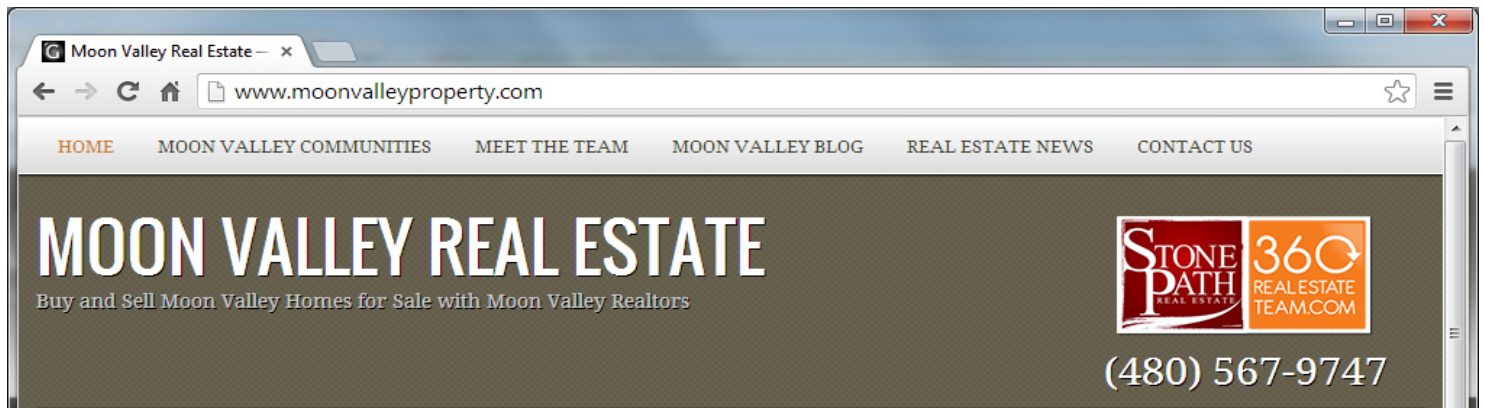 Moon Valley Real Estate —
www.moonvalleyproperty.com
HOME MOON VALLEY COMMUNITIES MEET THE TEAM MOON VALLEY BLOG REAL ESTATE NEWS CONTACT US
MOON VALLEY REAL ESTATE
Buy and Sell Moon Valley Homes for Sale with Moon Valley Realtors
STONE PATH
REAL ESTATE
360
REAL ESTATE
TEAM.COM
(480) 567-9747